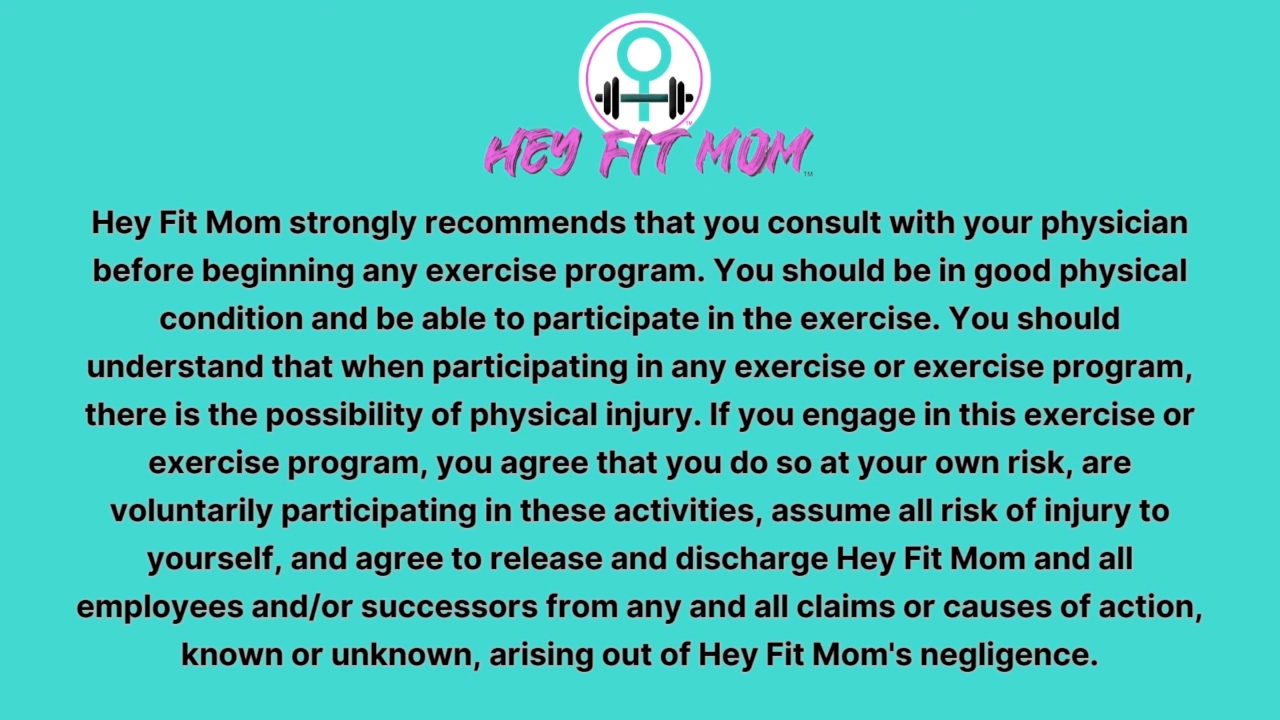 HEY FIT MOM™
Hey Fit Mom strongly recommends that you consult with your physician
before beginning any exercise program. You should be in good physical
condition and be able to participate in the exercise. You should
understand that when participating in any exercise or exercise program,
there is the possibility of physical injury. If you engage in this exercise or
exercise program, you agree that you do so at your own risk, are
voluntarily participating in these activities, assume all risk of injury to
yourself, and agree to release and discharge Hey Fit Mom and all
employees and/or successors from any and all claims or causes of action,
known or unknown, arising out of Hey Fit Mom's negligence.